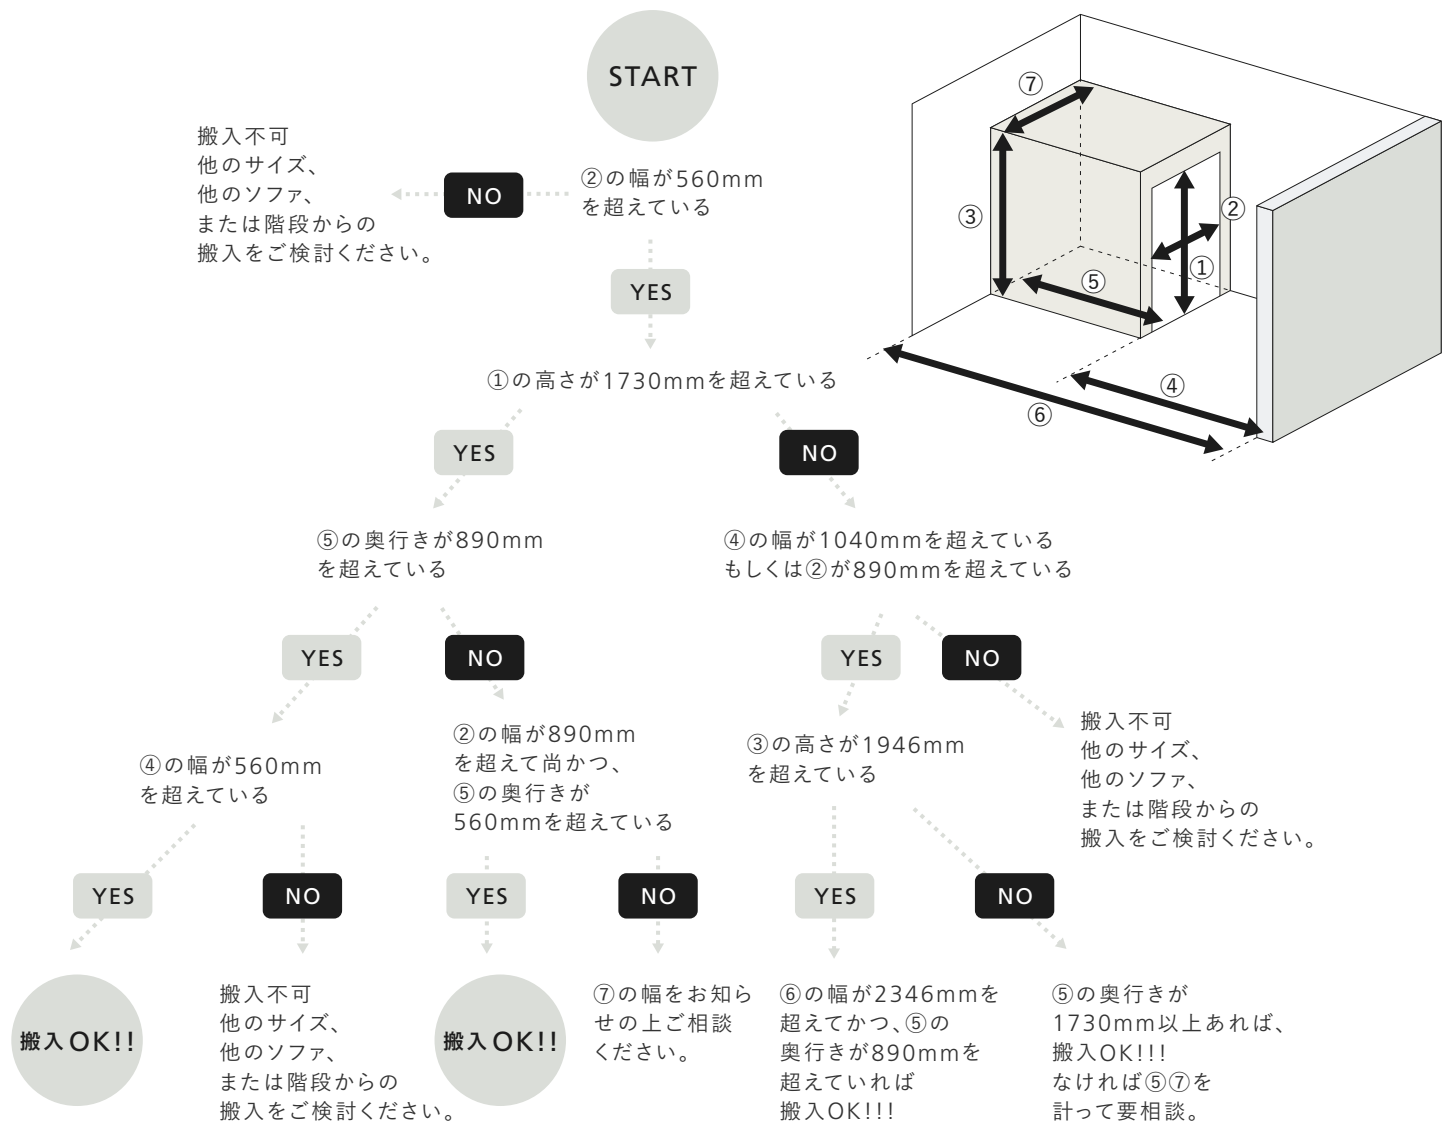 START
搬入不可
他のサイズ、
他のソファ、
または階段からの
搬入をご検討ください。
NO
②の幅が560mm
を超えている
YES
①の高さが1730mmを超えている
⑦
③
②
①
⑤
④
⑥
YES
NO
⑤の奥行きが890mm
を超えている
④の幅が1040mmを超えている
もしくは②が890mmを超えている
YES
NO
YES
NO
④の幅が560mm
を超えている
②の幅が890mm
を超えて尚かつ、
⑤の奥行きが
560mmを超えている
③の高さが1946mm
を超えている
搬入不可
他のサイズ、
他のソファ、
または階段からの
搬入をご検討ください。
YES
NO
YES
NO
YES
NO
搬入OK!!
搬入不可
他のサイズ、
他のソファ、
または階段からの
搬入をご検討ください。
搬入OK!!
⑦の幅をお知ら
せの上ご相談
ください。
⑥の幅が2346mmを
超えてかつ、⑤の
奥行きが890mmを
超えていれば
搬入OK!!!
⑤の奥行きが
1730mm以上あれば、
搬入OK!!!
なければ⑤⑦を
計って要相談。